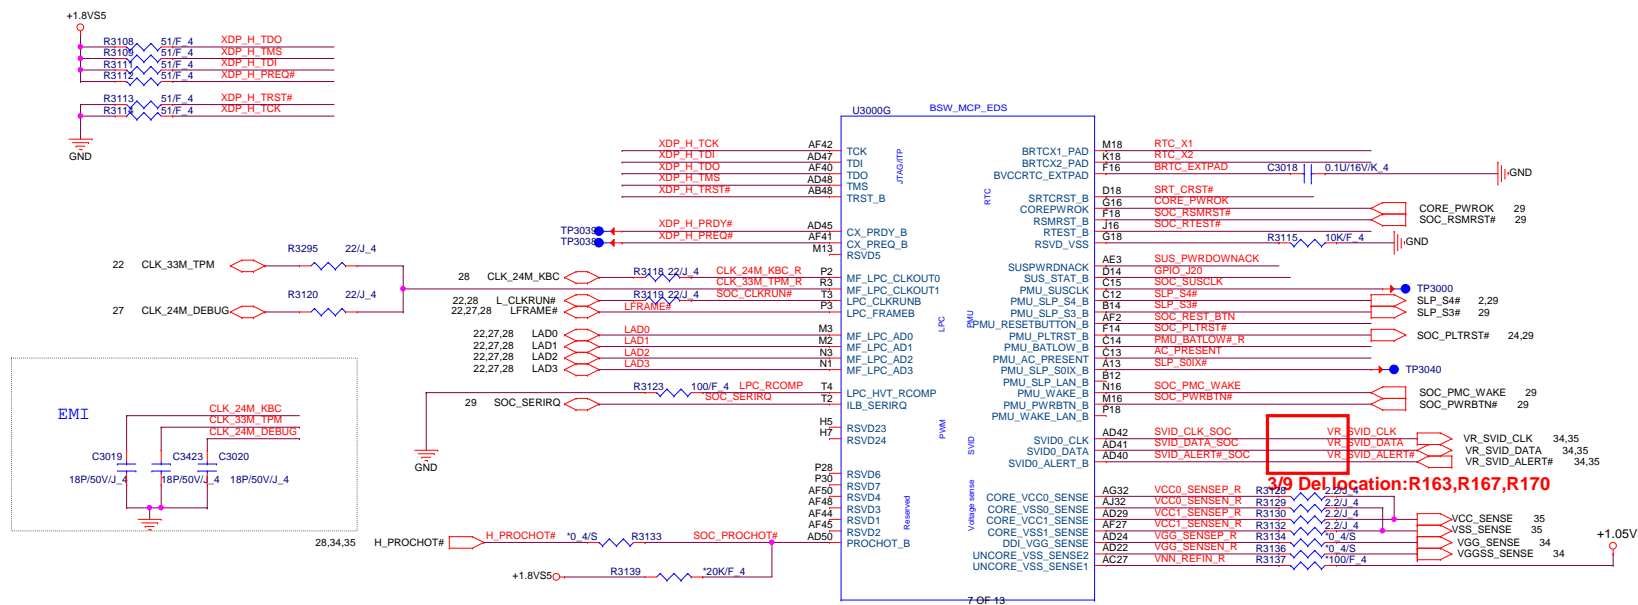 +1.8VS5
R3108 51/F_4 XDP_H_TDO
R3109 51/F_4 XDP_H_TMS
R3111 51/F_4 XDP_H_TDI
R3112 51/F_4 XDP_H_PREQ#
R3113 51/F_4 XDP_H_TRST#
R3114 51/F_4 XDP_H_TCK
GND
U3000G BSW_MCP_EDS
XDP_H_TCK AF42 TCK
XDP_H_TDI AD47 TDI
XDP_H_TDO AF40 TDO
XDP_H_TMS AD48 TMS
XDP_H_TRST# AB48 TRST_B
JTAG/ITP
TP3039 XDP_H_PRDY# AD45 CX_PRDY_B
TP3038 XDP_H_PREQ# AF41 CX_PREQ_B
M13 RSVD5
22 CLK_33M_TPM R3295 22/J_4
27 CLK_24M_DEBUG R3120 22/J_4
28 CLK_24M_KBC R3118 22/J_4 CLK_24M_KBC_R P2 MF_LPC_CLKOUT0
CLK_33M_TPM_R R3 MF_LPC_CLKOUT1
22,28 L_CLKRUN# R3119 22/J_4 SOC_CLKRUN# T3 LPC_CLKRUNB
22,27,28 LFRAME# LFRAME# P3 LPC_FRAMEB
LPC
22,27,28 LAD0 LAD0 M3 MF_LPC_AD0
22,27,28 LAD1 LAD1 M2 MF_LPC_AD1
22,27,28 LAD2 LAD2 N3 MF_LPC_AD2
22,27,28 LAD3 LAD3 N1 MF_LPC_AD3
R3123 100/F_4 LPC_RCOMP T4 LPC_HVT_RCOMP
29 SOC_SERIRQ SOC_SERIRQ T2 ILB_SERIRQ
GND
H5 RSVD23
H7 RSVD24
PWM
P28 RSVD6
P30 RSVD7
AF50 RSVD4
AF48 RSVD3
AF44 RSVD1
AF45 RSVD2
Reserved
28,34,35 H_PROCHOT# H_PROCHOT# *0_4/S R3133 SOC_PROCHOT# AD50 PROCHOT_B
+1.8VS5 R3139 *20K/F_4
EMI
CLK_24M_KBC
CLK_33M_TPM
CLK_24M_DEBUG
C3019 C3423 C3020
18P/50V/J_4 18P/50V/J_4 18P/50V/J_4
BRTCX1_PAD M18 RTC_X1
BRTCX2_PAD K18 RTC_X2
BVCCRTC_EXTPAD F16 BRTC_EXTPAD C3018 0.1U/16V/K_4 GND
RTC
SRTCRST_B D18 SRT_CRST#
COREPWROK G16 CORE_PWROK CORE_PWROK 29
RSMRST_B F18 SOC_RSMRST# SOC_RSMRST# 29
RTEST_B J16 SOC_RTEST#
RSVD_VSS G18 R3115 10K/F_4 GND
SUSPWRDNACK AE3 SUS_PWRDOWNACK
SUS_STAT_B D14 GPIO_J20
PMU_SUSCLK C15 SOC_SUSCLK TP3000
PMU_SLP_S4_B C12 SLP_S4# SLP_S4# 2,29
PMU_SLP_S3_B B14 SLP_S3# SLP_S3# 29
PMU_RESETBUTTON_B AF2 SOC_REST_BTN
PMU_PLTRST_B F14 SOC_PLTRST# SOC_PLTRST# 24,29
PMU_BATLOW_B C14 PMU_BATLOW#_R
PMU_AC_PRESENT C13 AC_PRESENT
PMU_SLP_S0IX_B A13 SLP_S0IX# TP3040
PMU_SLP_LAN_B B12
PMU_WAKE_B N16 SOC_PMC_WAKE SOC_PMC_WAKE 29
PMU_PWRBTN_B M16 SOC_PWRBTN# SOC_PWRBTN# 29
PMU_WAKE_LAN_B P18
PMU
SVID0_CLK AD42 SVID_CLK_SOC VR_SVID_CLK VR_SVID_CLK 34,35
SVID0_DATA AD41 SVID_DATA_SOC VR_SVID_DATA VR_SVID_DATA 34,35
SVID0_ALERT_B AD40 SVID_ALERT#_SOC VR_SVID_ALERT# VR_SVID_ALERT# 34,35
SVID
3/9 Del location:R163,R167,R170
CORE_VCC0_SENSE AG32 VCC0_SENSEP_R R3128 2.2/J_4
CORE_VSS0_SENSE AJ32 VCC0_SENSEN_R R3129 2.2/J_4
CORE_VCC1_SENSE AD29 VCC1_SENSEP_R R3130 2.2/J_4 VCC_SENSE 35
CORE_VSS1_SENSE AF27 VCC1_SENSEN_R R3132 2.2/J_4 VSS_SENSE 35
DDI_VGG_SENSE AD24 VGG_SENSEP_R R3134 *0_4/S VGG_SENSE 34
UNCORE_VSS_SENSE2 AD22 VGG_SENSEN_R R3136 *0_4/S VGGSS_SENSE 34
UNCORE_VSS_SENSE1 AC27 VNN_REFIN_R R3137 *100/F_4 +1.05V
Voltage sense
7 OF 13